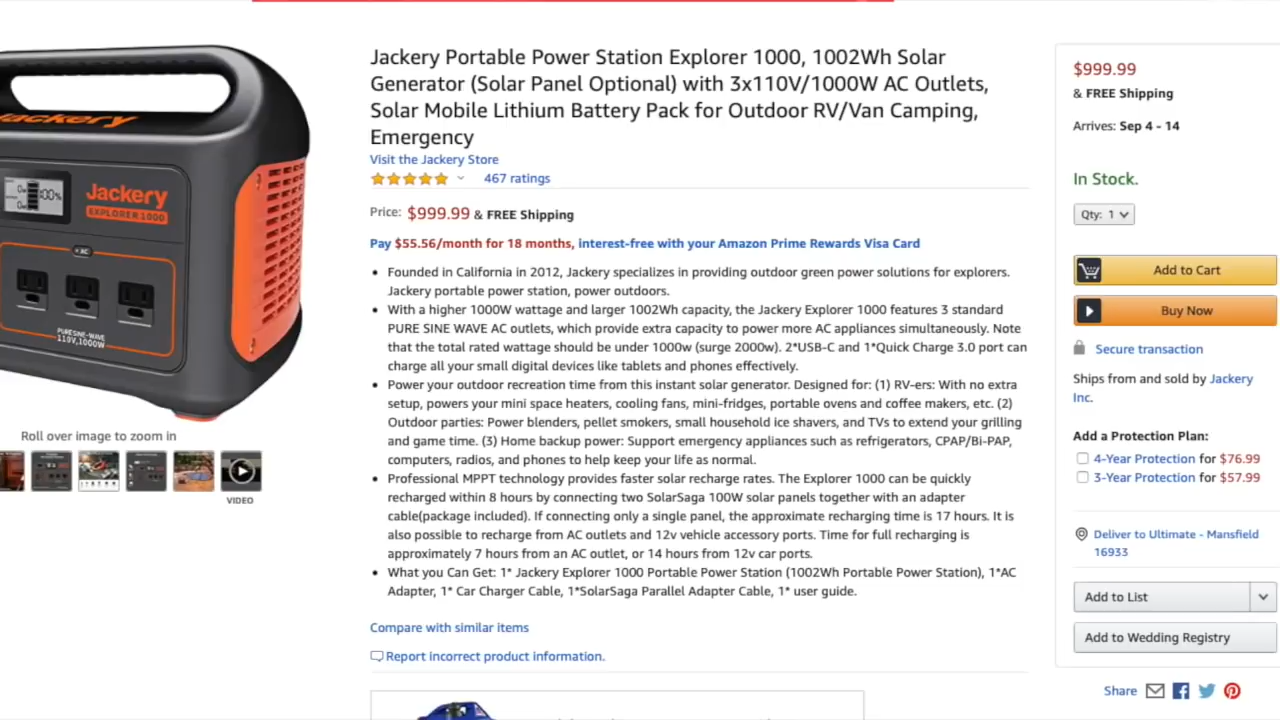 Jackery Portable Power Station Explorer 1000, 1002Wh Solar
Generator (Solar Panel Optional) with 3x110V/1000W AC Outlets,
Solar Mobile Lithium Battery Pack for Outdoor RV/Van Camping,
Emergency
Visit the Jackery Store
467 ratings
Price: $999.99 & FREE Shipping
Pay $55.56/month for 18 months, interest-free with your Amazon Prime Rewards Visa Card
• Founded in California in 2012, Jackery specializes in providing outdoor green power solutions for explorers.
Jackery portable power station, power outdoors.
• With a higher 1000W wattage and larger 1002Wh capacity, the Jackery Explorer 1000 features 3 standard
PURE SINE WAVE AC outlets, which provide extra capacity to power more AC appliances simultaneously. Note
that the total rated wattage should be under 1000w (surge 2000w). 2*USB-C and 1*Quick Charge 3.0 port can
charge all your small digital devices like tablets and phones effectively.
• Power your outdoor recreation time from this instant solar generator. Designed for: (1) RV-ers: With no extra
setup, powers your mini space heaters, cooling fans, mini-fridges, portable ovens and coffee makers, etc. (2)
Outdoor parties: Power blenders, pellet smokers, small household ice shavers, and TVs to extend your grilling
and game time. (3) Home backup power: Support emergency appliances such as refrigerators, CPAP/Bi-PAP,
computers, radios, and phones to help keep your life as normal.
• Professional MPPT technology provides faster solar recharge rates. The Explorer 1000 can be quickly
recharged within 8 hours by connecting two SolarSaga 100W solar panels together with an adapter
cable(package included). If connecting only a single panel, the approximate recharging time is 17 hours. It is
also possible to recharge from AC outlets and 12v vehicle accessory ports. Time for full recharging is
approximately 7 hours from an AC outlet, or 14 hours from 12v car ports.
• What you Can Get: 1* Jackery Explorer 1000 Portable Power Station (1002Wh Portable Power Station), 1*AC
Adapter, 1* Car Charger Cable, 1*SolarSaga Parallel Adapter Cable, 1* user guide.
Compare with similar items
Report incorrect product information.
Jackery
EXPLORER 1000
AC
PURE SINE-WAVE
110V,1000W
Roll over image to zoom in
VIDEO
$999.99
& FREE Shipping
Arrives: Sep 4 - 14
In Stock.
Qty: 1
Add to Cart
Buy Now
Secure transaction
Ships from and sold by Jackery
Inc.
Add a Protection Plan:
4-Year Protection for $76.99
3-Year Protection for $57.99
Deliver to Ultimate - Mansfield
16933
Add to List
Add to Wedding Registry
Share